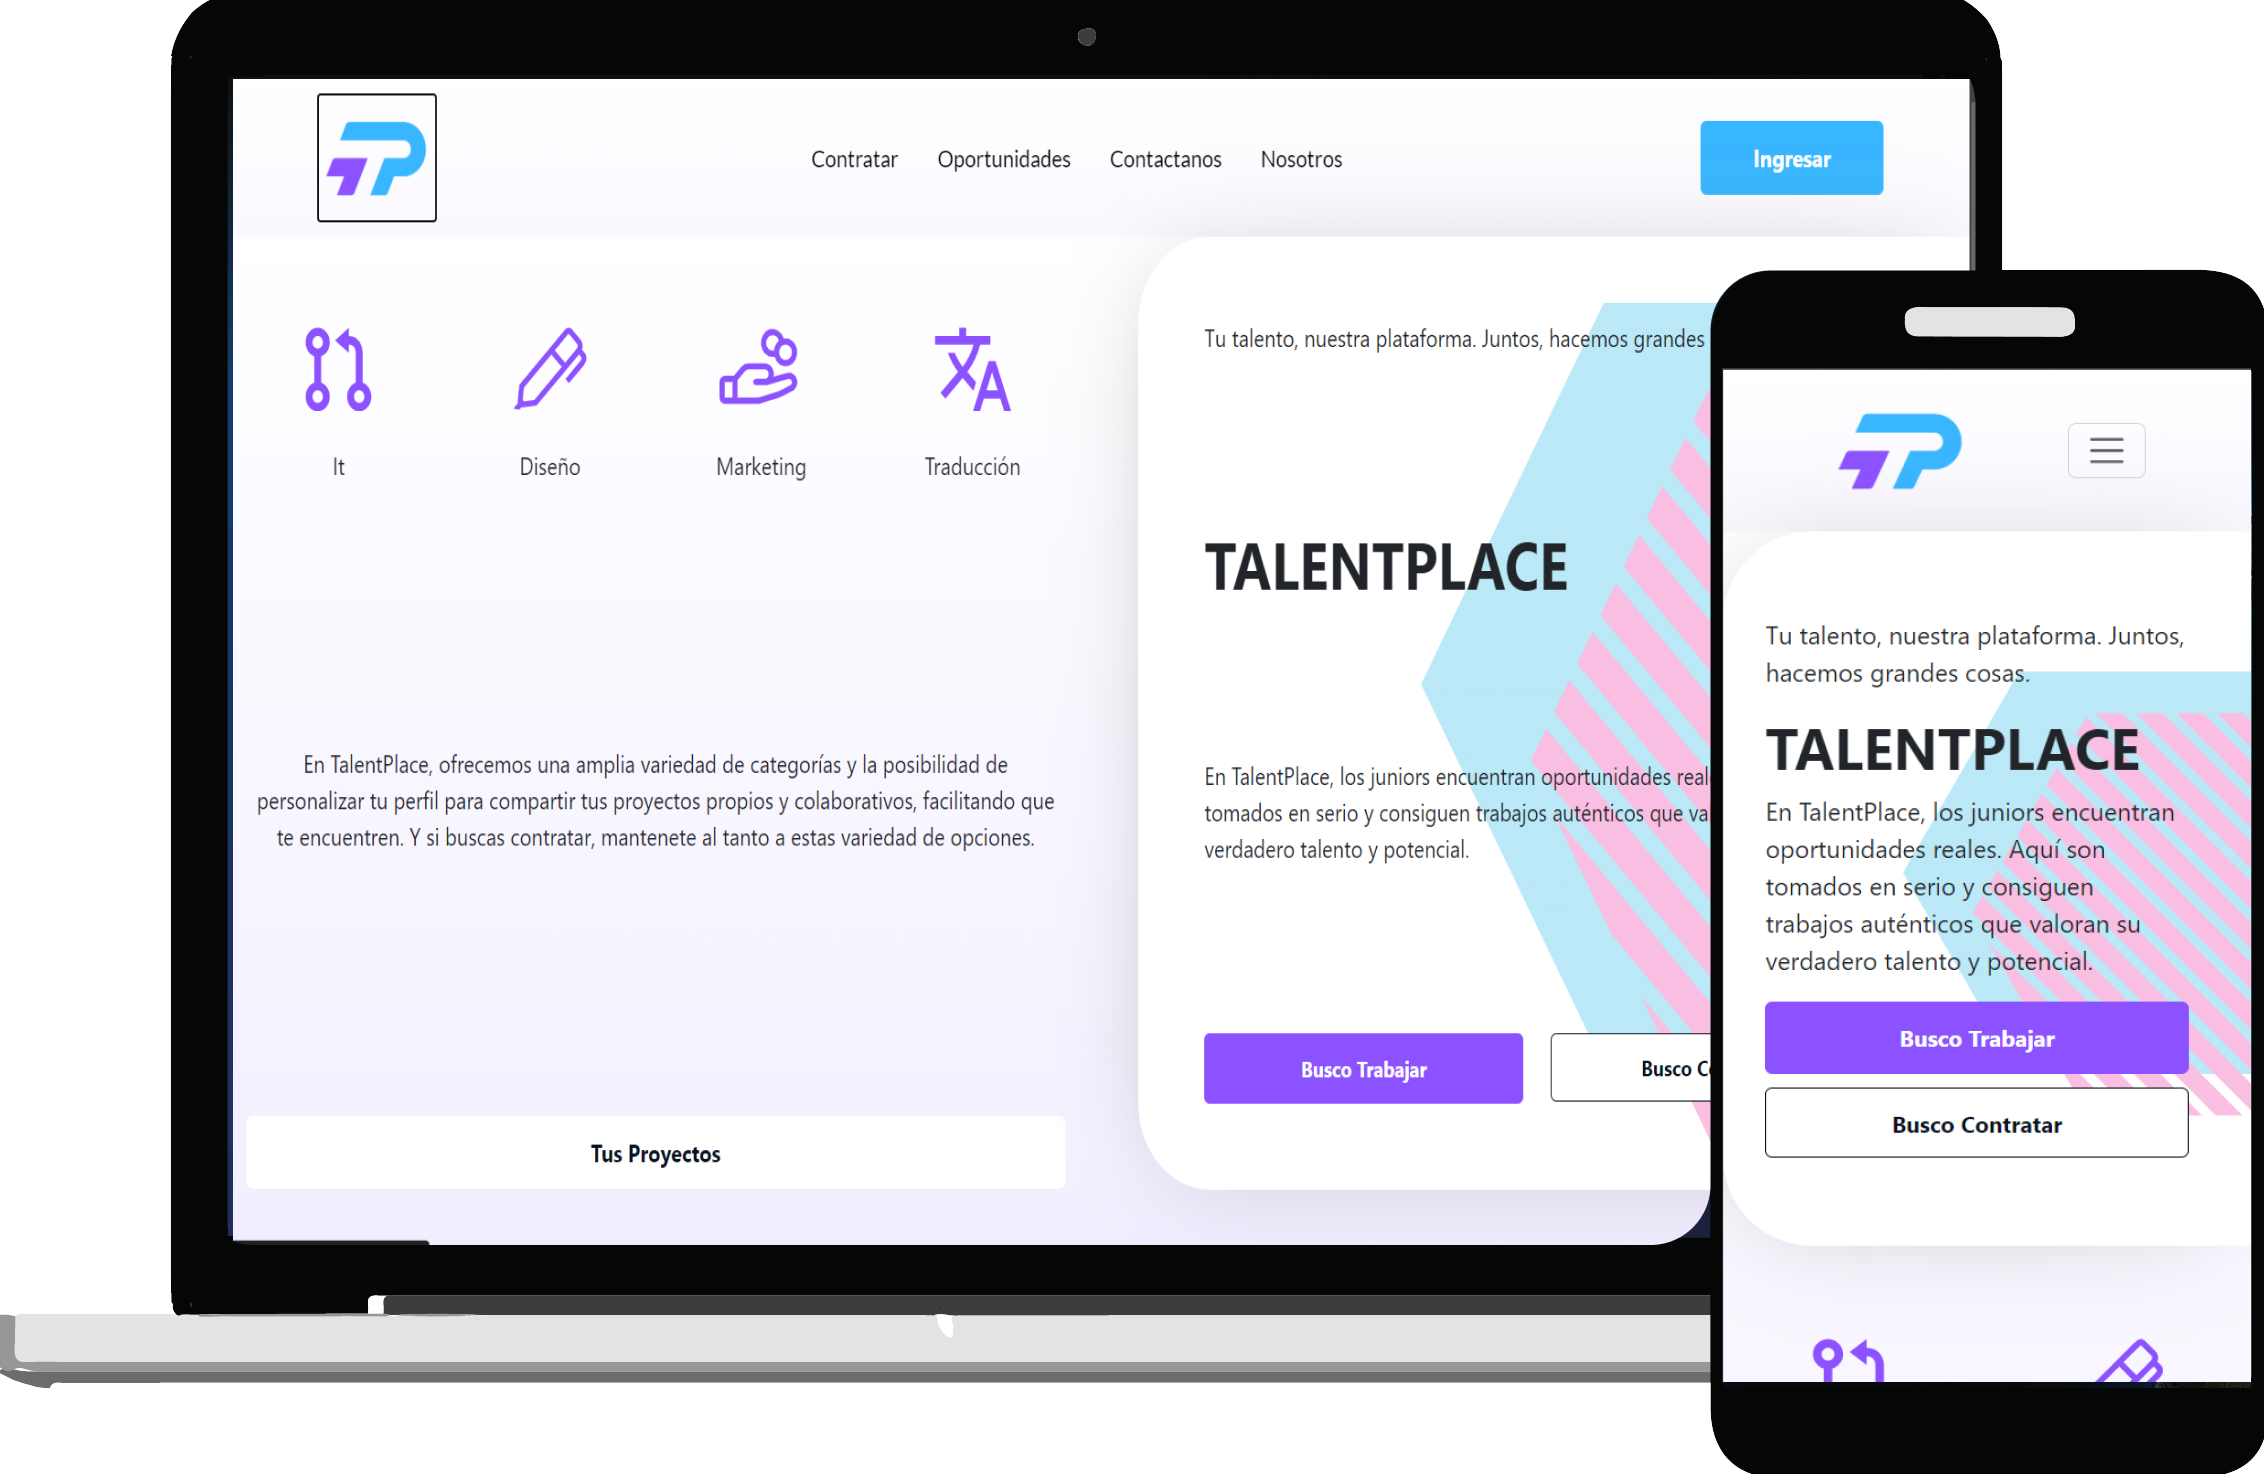 Contratar Oportunidades Contactanos Nosotros
Ingresar
It Diseño Marketing Traducción
En TalentPlace, ofrecemos una amplia variedad de categorías y la posibilidad de
personalizar tu perfil para compartir tus proyectos propios y colaborativos, facilitando que
te encuentren. Y si buscas contratar, mantenete al tanto a estas variedad de opciones.
Tus Proyectos
Tu talento, nuestra plataforma. Juntos, hacemos grandes
TALENTPLACE
En TalentPlace, los juniors encuentran oportunidades
tomados en serio y consiguen trabajos auténticos que
verdadero talento y potencial.
Busco Trabajar
Busco
Tu talento, nuestra plataforma. Juntos,
hacemos grandes cosas.
TALENTPLACE
En TalentPlace, los juniors encuentran
oportunidades reales. Aquí son
tomados en serio y consiguen
trabajos auténticos que valoran su
verdadero talento y potencial.
Busco Trabajar
Busco Contratar